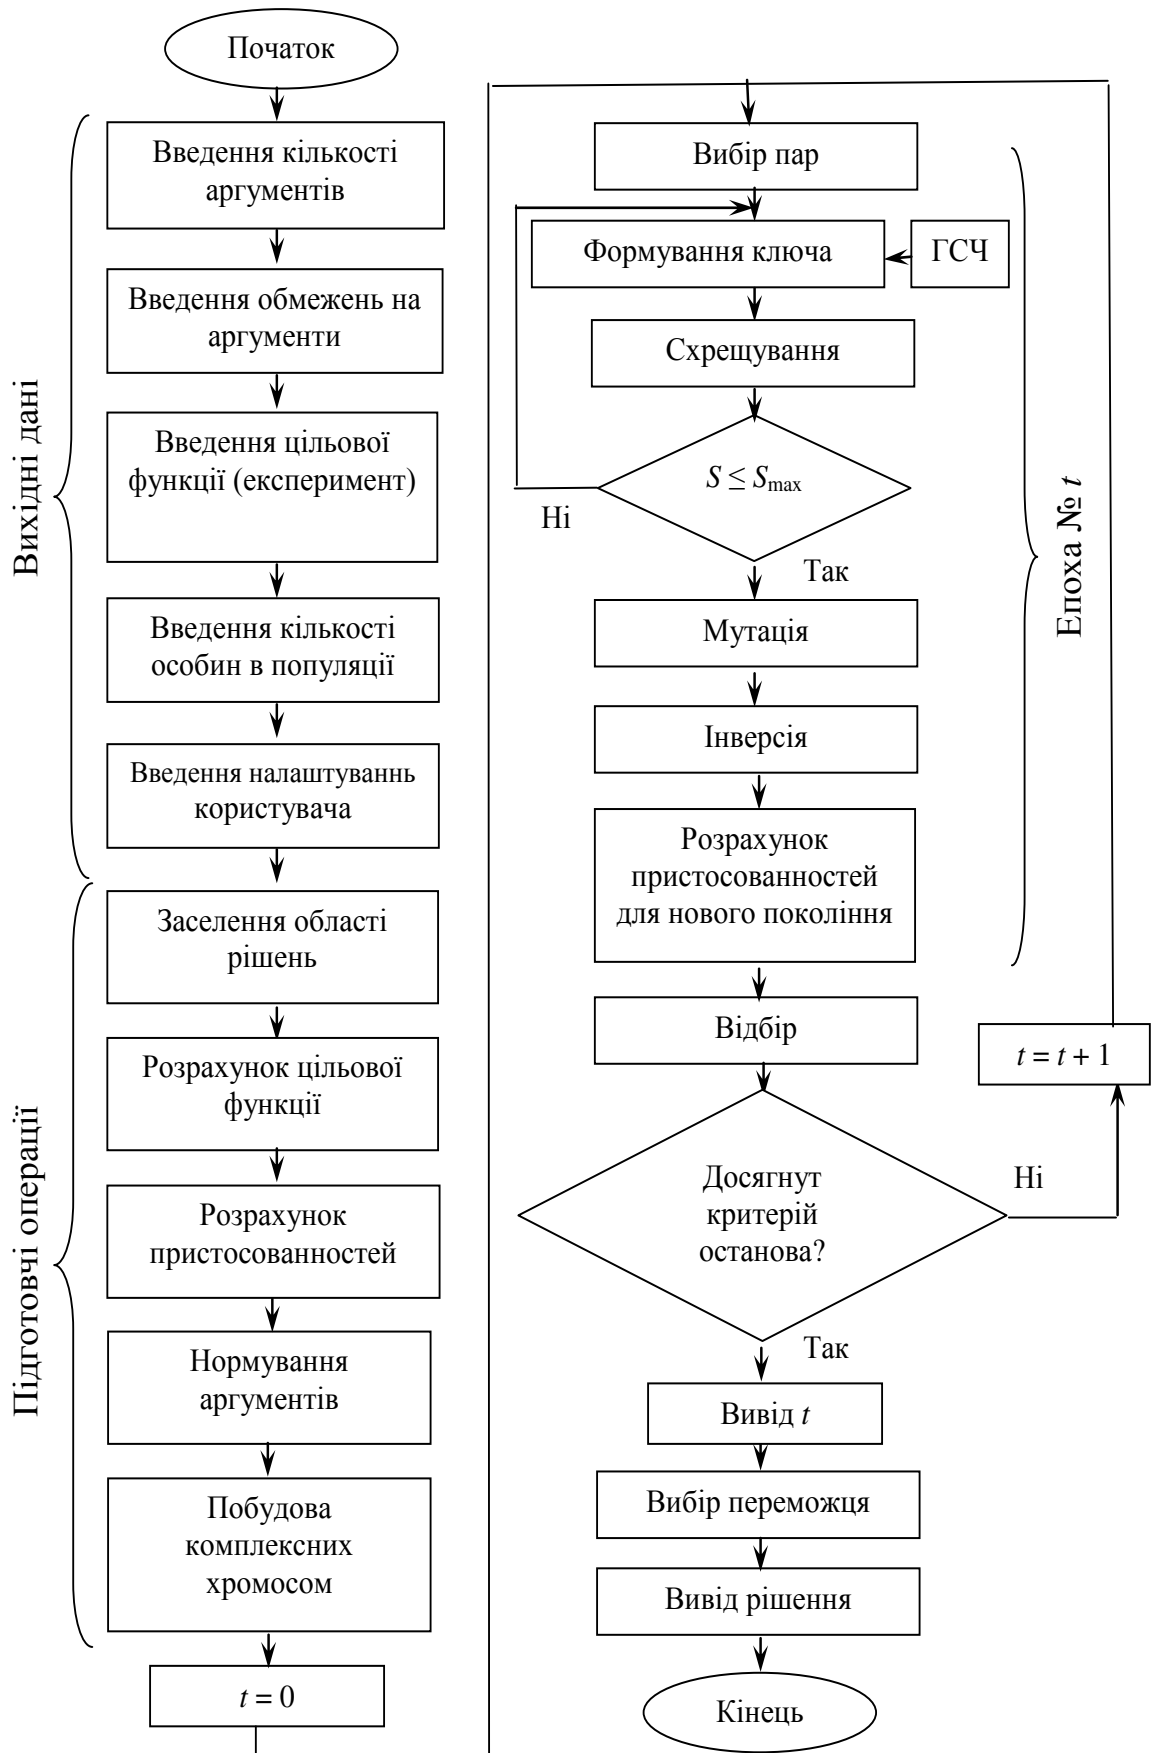 Початок
Вихідні дані
Введення кількості
аргументів
Введення обмежень на
аргументи
Введення цільової
функції (експеримент)
Введення кількості
особин в популяції
Введення налаштуваннь
користувача
Підготовчі операції
Заселення області
рішень
Розрахунок цільової
функції
Розрахунок
пристосованностей
Нормування
аргументів
Побудова
комплексних
хромосом
t = 0
Вибір пар
Формування ключа
ГСЧ
Схрещування
S ≤ Smax
Ні
Так
Мутація
Інверсія
Розрахунок
пристосованностей
для нового покоління
Епоха № t
Відбір
t = t + 1
Досягнут
критерій
останова?
Ні
Так
Вивід t
Вибір переможця
Вивід рішення
Кінець